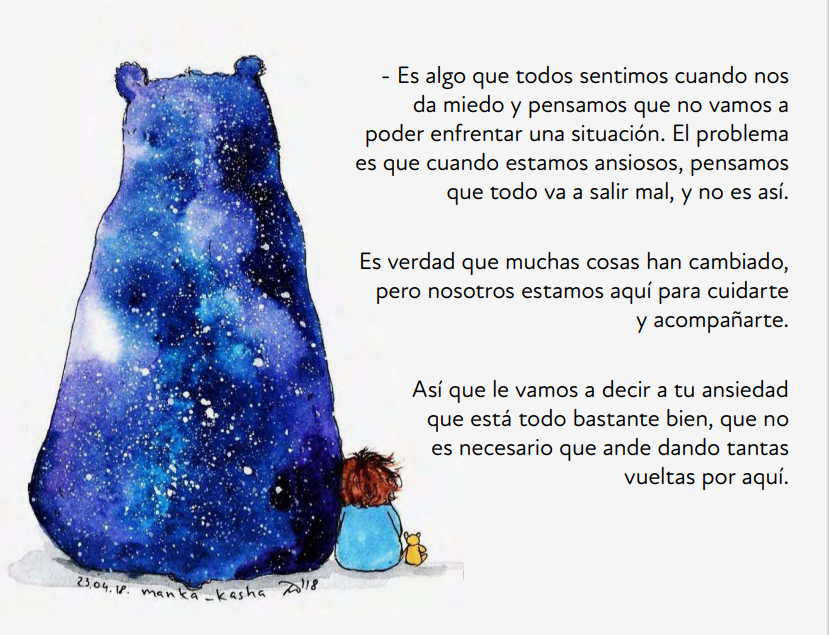 - Es algo que todos sentimos cuando nos
da miedo y pensamos que no vamos a
poder enfrentar una situación. El problema
es que cuando estamos ansiosos, pensamos
que todo va a salir mal, y no es así.
Es verdad que muchas cosas han cambiado,
pero nosotros estamos aquí para cuidarte
y acompañarte.
Así que le vamos a decir a tu ansiedad
que está todo bastante bien, que no
es necesario que ande dando tantas
vueltas por aquí.
23.04.18. manka_kasha